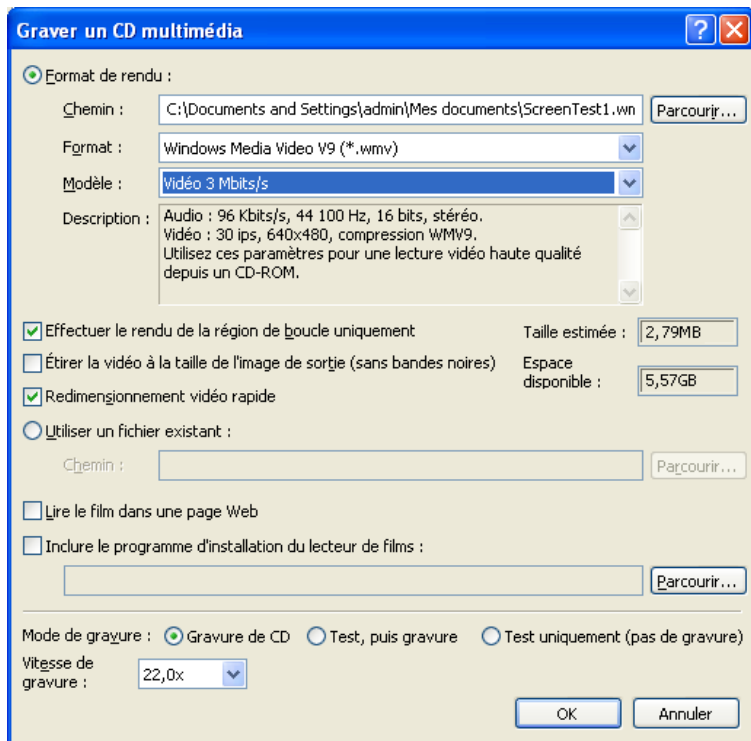 Graver un CD multimédia
Format de rendu :
Chemin : C:\Documents and Settings\admin\Mes documents\ScreenTest1.wn Parcourir...
Format : Windows Media Video V9 (*.wmv)
Modèle : Vidéo 3 Mbits/s
Description : Audio : 96 Kbits/s, 44 100 Hz, 16 bits, stéréo.
Vidéo : 30 ips, 640x480, compression WMV9.
Utilisez ces paramètres pour une lecture vidéo haute qualité
depuis un CD-ROM.
Effectuer le rendu de la région de boucle uniquement
Taille estimée : 2,79MB
Étirer la vidéo à la taille de l'image de sortie (sans bandes noires)
Espace
disponible : 5,57GB
Redimensionnement vidéo rapide
Utiliser un fichier existant :
Chemin : Parcourir...
Lire le film dans une page Web
Inclure le programme d'installation du lecteur de films :
Parcourir...
Mode de gravure : Gravure de CD Test, puis gravure Test uniquement (pas de gravure)
Vitesse de
gravure : 22,0x
OK Annuler